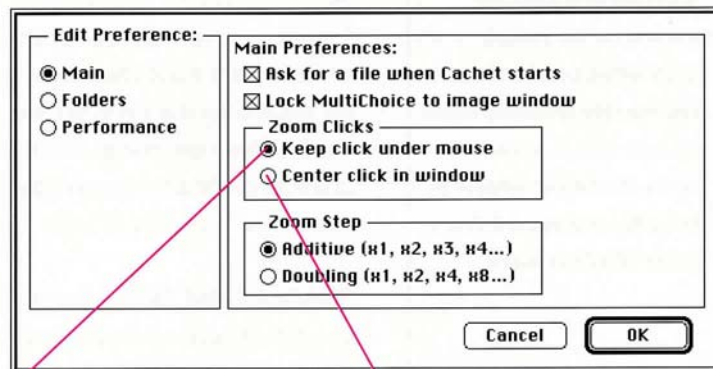 Edit Preference:
Main
Folders
Performance
Main Preferences:
Ask for a file when Cachet starts
Lock MultiChoice to image window
Zoom Clicks
Keep click under mouse
Center click in window
Zoom Step
Additive (x1, x2, x3, x4...)
Doubling (x1, x2, x4, x8...)
Cancel
OK